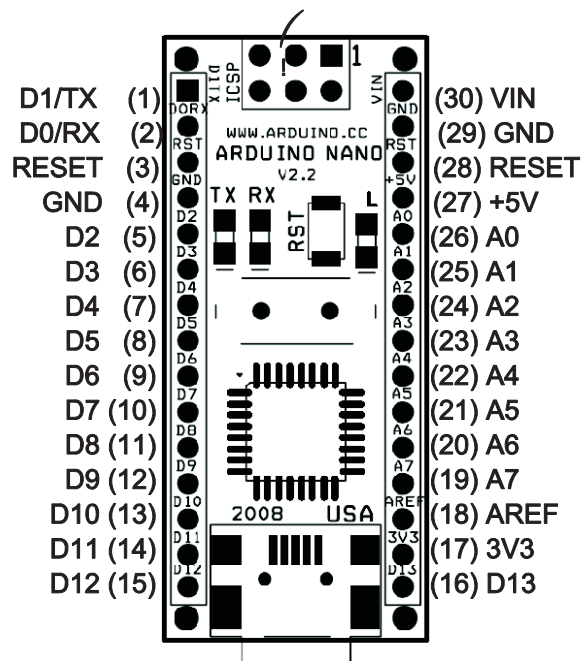 1
D1TX
ICSP
VIN
D1/TX (1)
(30) VIN
D0RX
GND
D0/RX (2)
(29) GND
WWW.ARDUINO.CC
RST
RST
ARDUINO NANO
RESET (3)
(28) RESET
V2.2
GND
+5V
GND (4)
(27) +5V
TX RX
L
D2
A0
D2 (5)
(26) A0
RST
D3
A1
D3 (6)
(25) A1
D4
A2
D4 (7)
(24) A2
D5
A3
D5 (8)
(23) A3
D6
A4
D6 (9)
(22) A4
D7
A5
D7 (10)
(21) A5
D8
A6
D8 (11)
(20) A6
D9
A7
D9 (12)
(19) A7
D10
AREF
D10 (13)
(18) AREF
2008 USA
D11
3V3
D11 (14)
(17) 3V3
D12
D13
D12 (15)
(16) D13